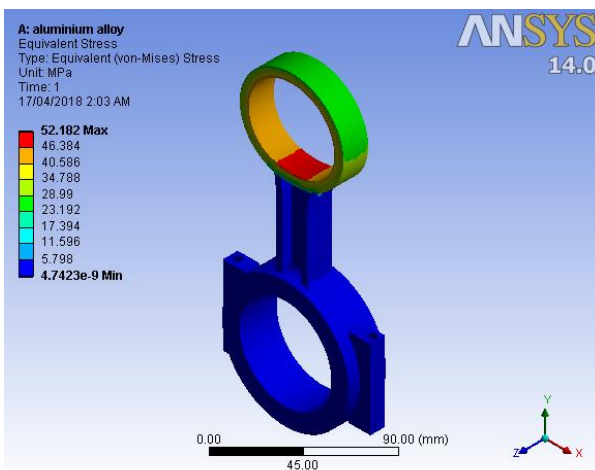 A: aluminium alloy
Equivalent Stress
Type: Equivalent (von-Mises) Stress
Unit: MPa
Time: 1
17/04/2018 2:03 AM
ANSYS
14.0
52.182 Max
46.384
40.586
34.788
28.99
23.192
17.394
11.596
5.798
4.7423e-9 Min
0.00
90.00 (mm)
45.00
Y
Z
X